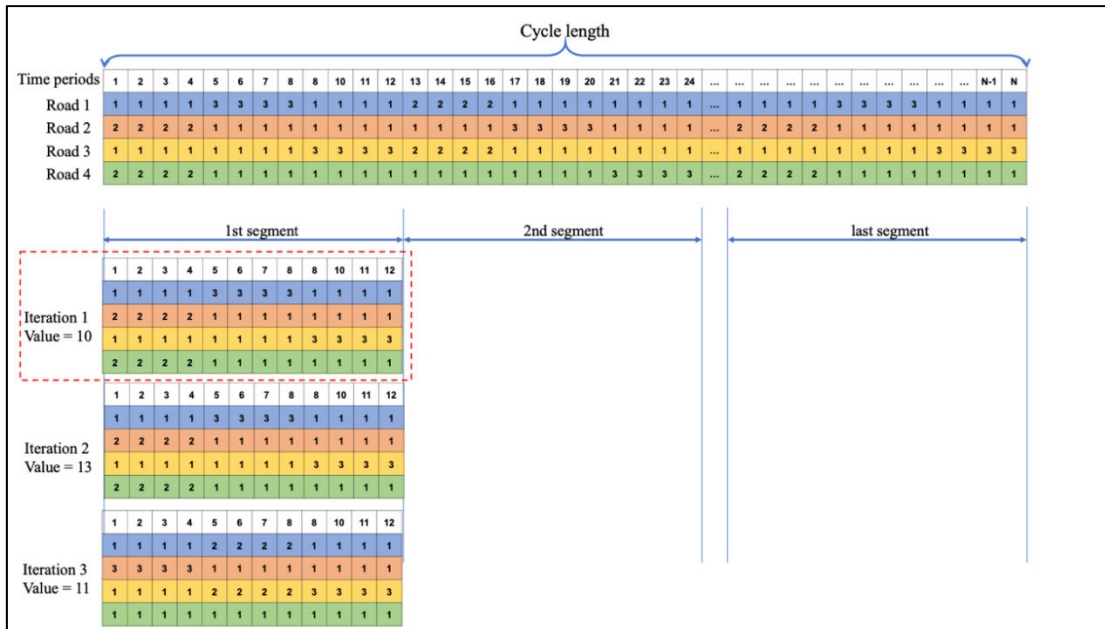 Cycle length
Time periods 1 2 3 4 5 6 7 8 8 10 11 12 13 14 15 16 17 18 19 20 21 22 23 24 ... ... ... ... ... ... ... ... ... ... ... N-1 N
Road 1 1 1 1 1 3 3 3 3 1 1 1 1 2 2 2 2 1 1 1 1 1 1 1 1 ... 1 1 1 1 3 3 3 3 1 1 1 1
Road 2 2 2 2 2 1 1 1 1 1 1 1 1 1 1 1 1 3 3 3 3 1 1 1 1 ... 2 2 2 2 1 1 1 1 1 1 1 1
Road 3 1 1 1 1 1 1 1 1 3 3 3 3 2 2 2 2 1 1 1 1 1 1 1 1 ... 1 1 1 1 1 1 1 1 3 3 3 3
Road 4 2 2 2 2 1 1 1 1 1 1 1 1 1 1 1 1 1 1 1 1 3 3 3 3 ... 2 2 2 2 1 1 1 1 1 1 1 1
1st segment 2nd segment last segment
Iteration 1
Value = 10
1 2 3 4 5 6 7 8 8 10 11 12
1 1 1 1 3 3 3 3 1 1 1 1
2 2 2 2 1 1 1 1 1 1 1 1
1 1 1 1 1 1 1 1 3 3 3 3
2 2 2 2 1 1 1 1 1 1 1 1
Iteration 2
Value = 13
1 2 3 4 5 6 7 8 8 10 11 12
1 1 1 1 3 3 3 3 1 1 1 1
2 2 2 2 1 1 1 1 1 1 1 1
1 1 1 1 1 1 1 1 3 3 3 3
2 2 2 2 1 1 1 1 1 1 1 1
Iteration 3
Value = 11
1 2 3 4 5 6 7 8 8 10 11 12
1 1 1 1 2 2 2 2 1 1 1 1
3 3 3 3 1 1 1 1 1 1 1 1
1 1 1 1 2 2 2 2 3 3 3 3
1 1 1 1 1 1 1 1 1 1 1 1